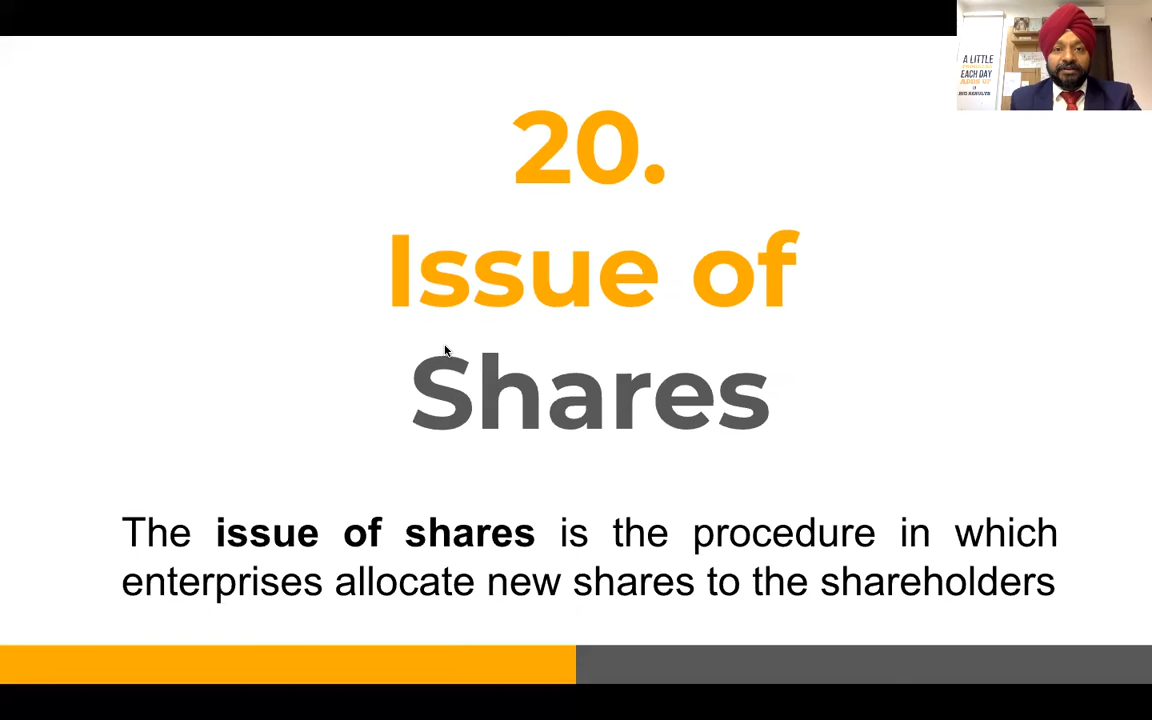 20.
Issue of
Shares
The issue of shares is the procedure in which
enterprises allocate new shares to the shareholders
A LITTLE
EACH DAY